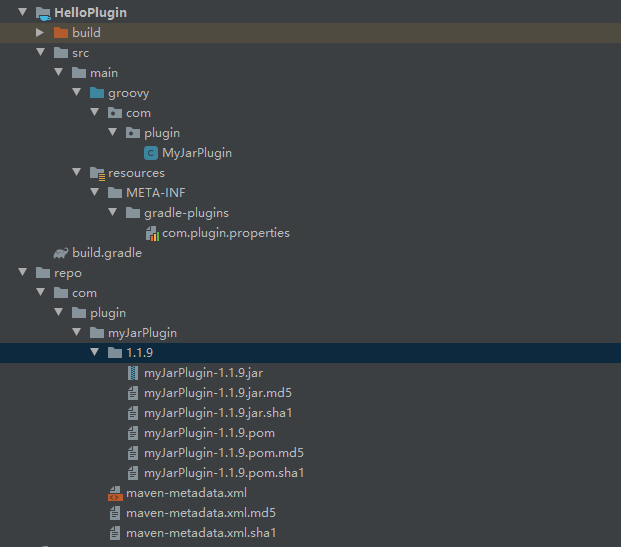 HelloPlugin
build
src
main
groovy
com
plugin
MyJarPlugin
resources
META-INF
gradle-plugins
com.plugin.properties
build.gradle
repo
com
plugin
myJarPlugin
1.1.9
myJarPlugin-1.1.9.jar
myJarPlugin-1.1.9.jar.md5
myJarPlugin-1.1.9.jar.sha1
myJarPlugin-1.1.9.pom
myJarPlugin-1.1.9.pom.md5
myJarPlugin-1.1.9.pom.sha1
maven-metadata.xml
maven-metadata.xml.md5
maven-metadata.xml.sha1